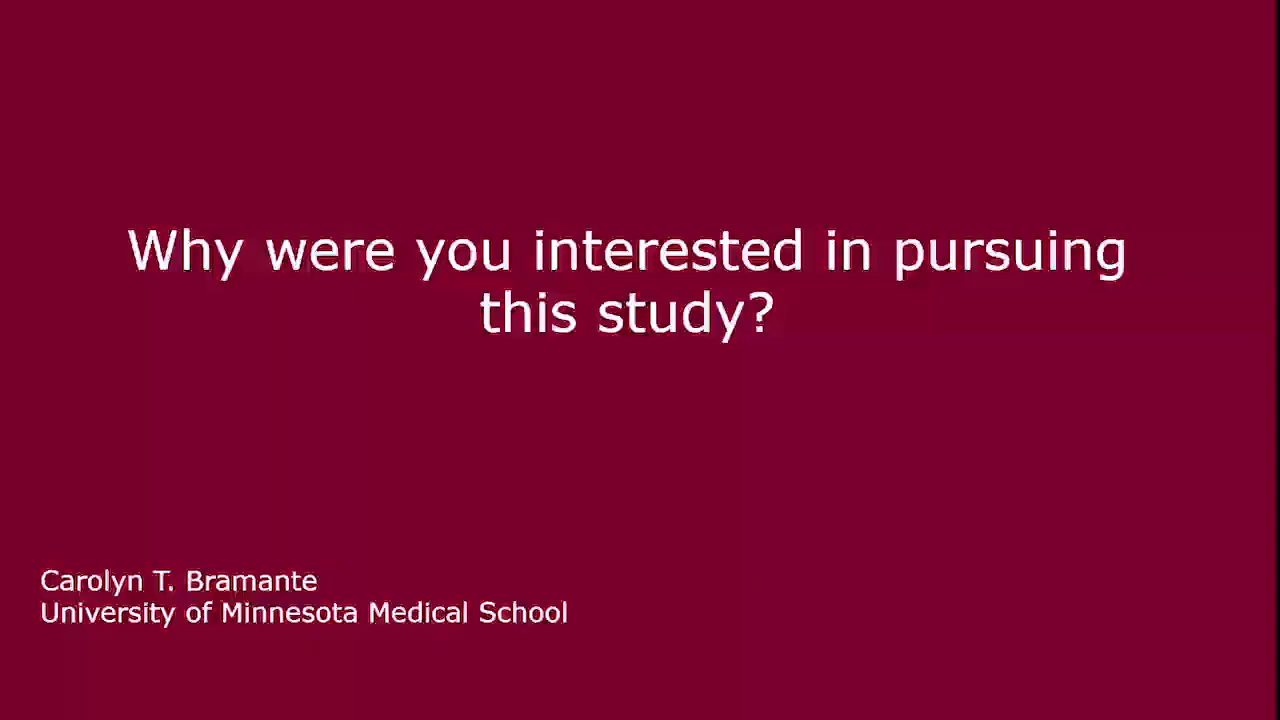 Why were you interested in pursuing
this study?
Carolyn T. Bramante
University of Minnesota Medical School